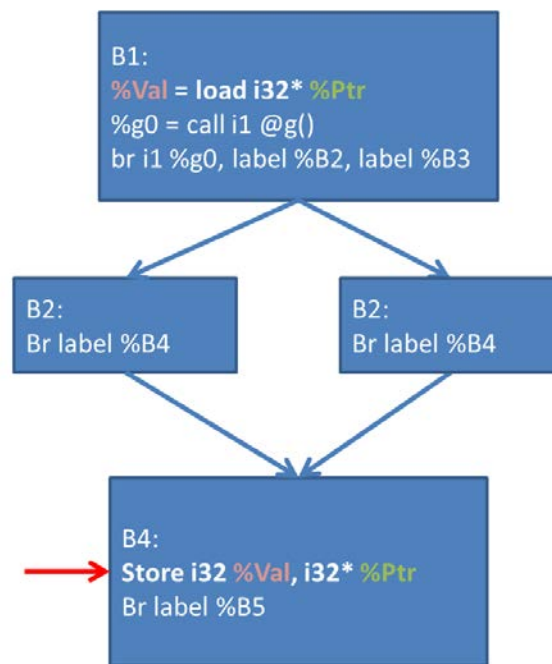 B1:
%Val = load i32* %Ptr
%g0 = call i1 @g()
br i1 %g0, label %B2, label %B3
B2:
Br label %B4
B2:
Br label %B4
B4:
Store i32 %Val, i32* %Ptr
Br label %B5